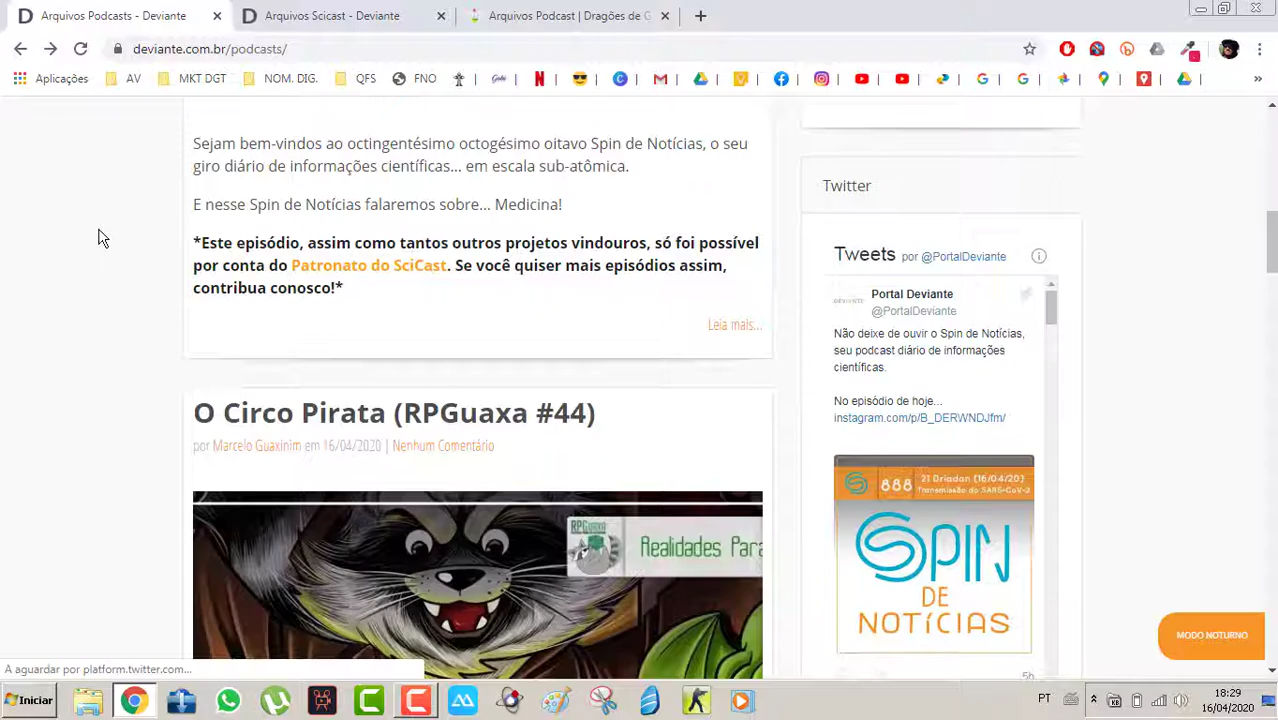 Arquivos Podcasts - Deviante
Arquivos Scicast - Deviante
Arquivos Podcast | Dragões de G
deviante.com.br/podcasts/
Aplicações
AV
MKT DGT
NOM. DIG.
QFS
FNO
Sejam bem-vindos ao octingentésimo octogésimo oitavo Spin de Notícias, o seu
giro diário de informações científicas... em escala sub-atômica.
E nesse Spin de Notícias falaremos sobre... Medicina!
*Este episódio, assim como tantos outros projetos vindouros, só foi possível
por conta do Patronato do SciCast. Se você quiser mais episódios assim,
contribua conosco!*
Leia mais...
O Circo Pirata (RPGuaxa #44)
por Marcelo Guaxinim em 16/04/2020 | Nenhum Comentário
RPGuaxa
Realidades Para
Twitter
Tweets por @PortalDeviante
Portal Deviante
@PortalDeviante
Não deixe de ouvir o Spin de Notícias,
seu podcast diário de informações
científicas.
No episódio de hoje...
instagram.com/p/B_DERWNDJfm/
888
21 Driadan (16/04/20)
Transmissão do SARS-CoV-2
SPIN
DE
NOTÍCIAS
5h
MODO NOTURNO
A aguardar por platform.twitter.com...
Iniciar
PT
18:29
16/04/2020